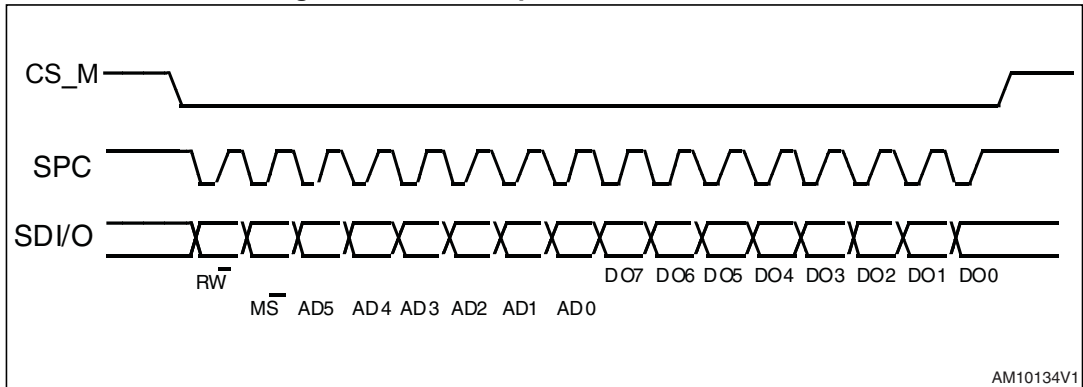 CS_M
SPC
SDI/O
RW̅
DO7 DO6 DO5 DO4 DO3 DO2 DO1 DO0
MS̅ AD5 AD4 AD3 AD2 AD1 AD0
AM10134V1